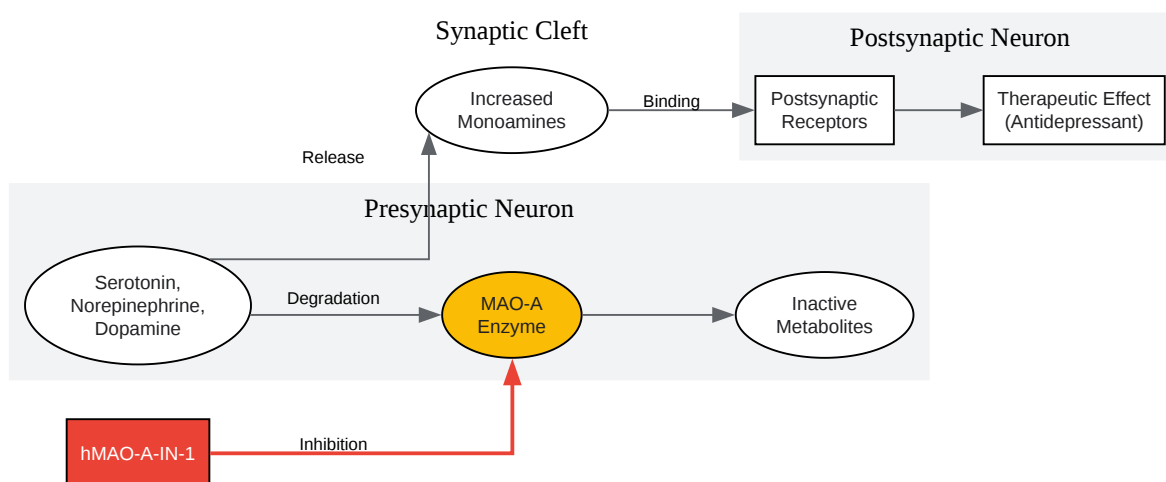 Synaptic Cleft
Postsynaptic Neuron
Increased
Monoamines
Binding
Postsynaptic
Receptors
Therapeutic Effect
(Antidepressant)
Release
Presynaptic Neuron
Serotonin,
Norepinephrine,
Dopamine
Degradation
MAO-A
Enzyme
Inactive
Metabolites
hMAO-A-IN-1
Inhibition